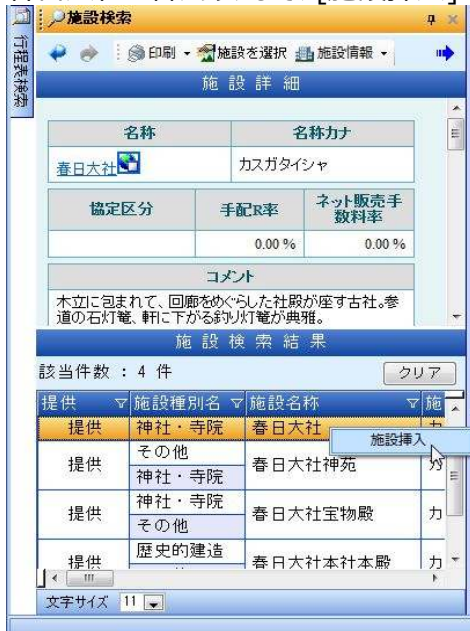 施設検索
行程表検索
印刷 施設を選択 施設情報
施設詳細
名称 名称カナ
春日大社 カスガタイシャ
協定区分 手配R率 ネット販売手数料率
0.00 % 0.00 %
コメント
木立に包まれて、回廊をめぐらした社殿が座す古社。参
道の石灯篭、軒に下がる釣り灯篭が典雅。
施設検索結果
該当件数 : 4 件 クリア
提供 施設種別名 施設名称 施
提供 神社・寺院 春日大社
施設挿入
提供 その他 春日大社神苑 カ
神社・寺院
提供 神社・寺院 春日大社宝物殿 カ
その他
提供 歴史的建造 春日大社本社本殿 カ
文字サイズ 11